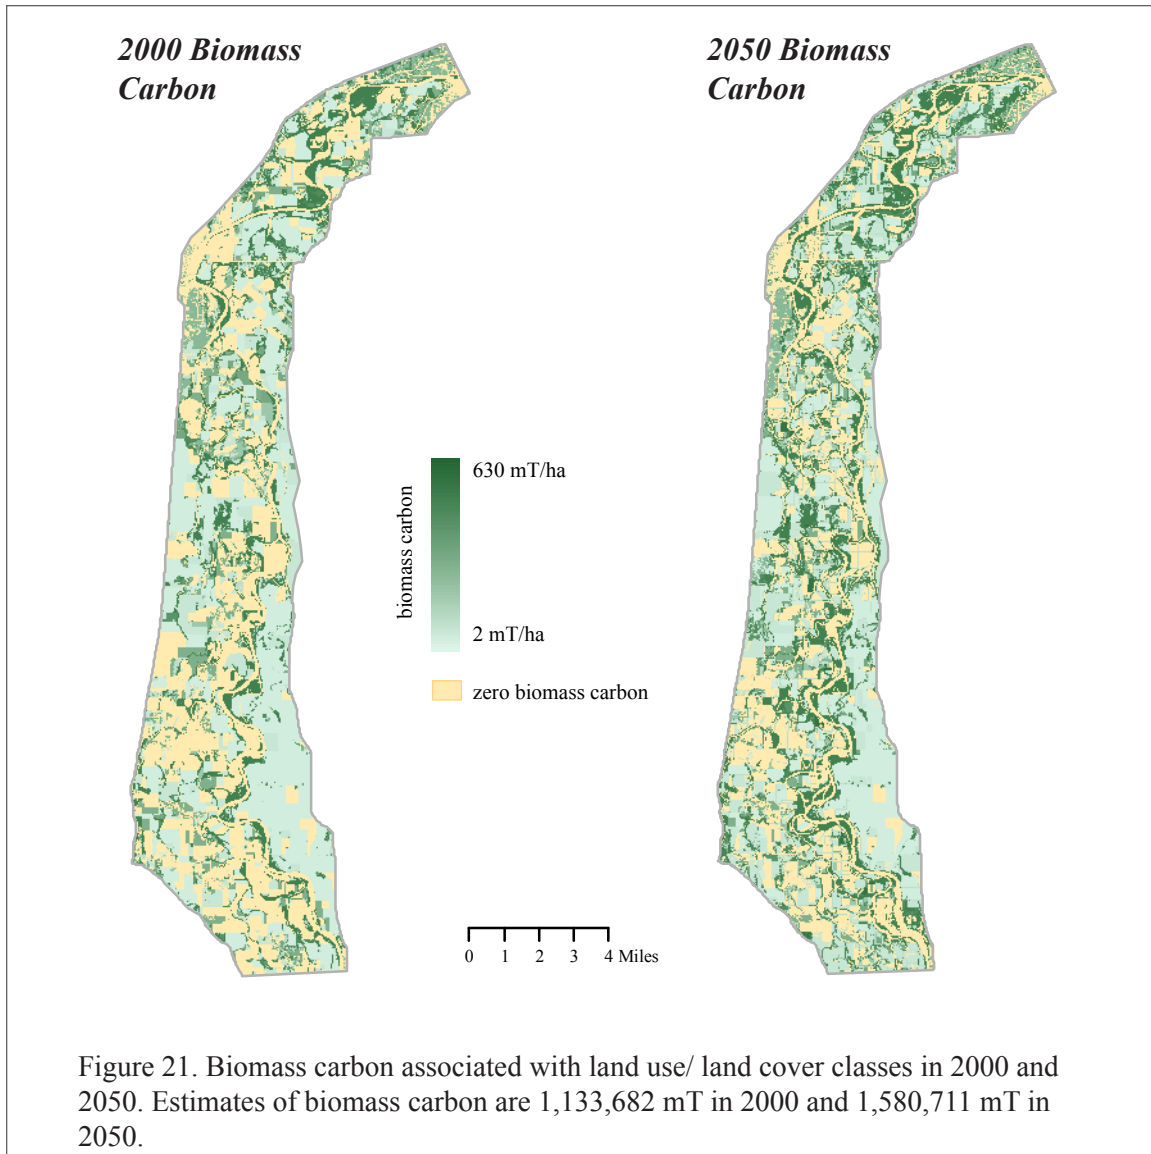 2000 Biomass
Carbon
2050 Biomass
Carbon
biomass carbon
630 mT/ha
2 mT/ha
zero biomass carbon
0 1 2 3 4 Miles
Figure 21. Biomass carbon associated with land use/ land cover classes in 2000 and
2050. Estimates of biomass carbon are 1,133,682 mT in 2000 and 1,580,711 mT in
2050.